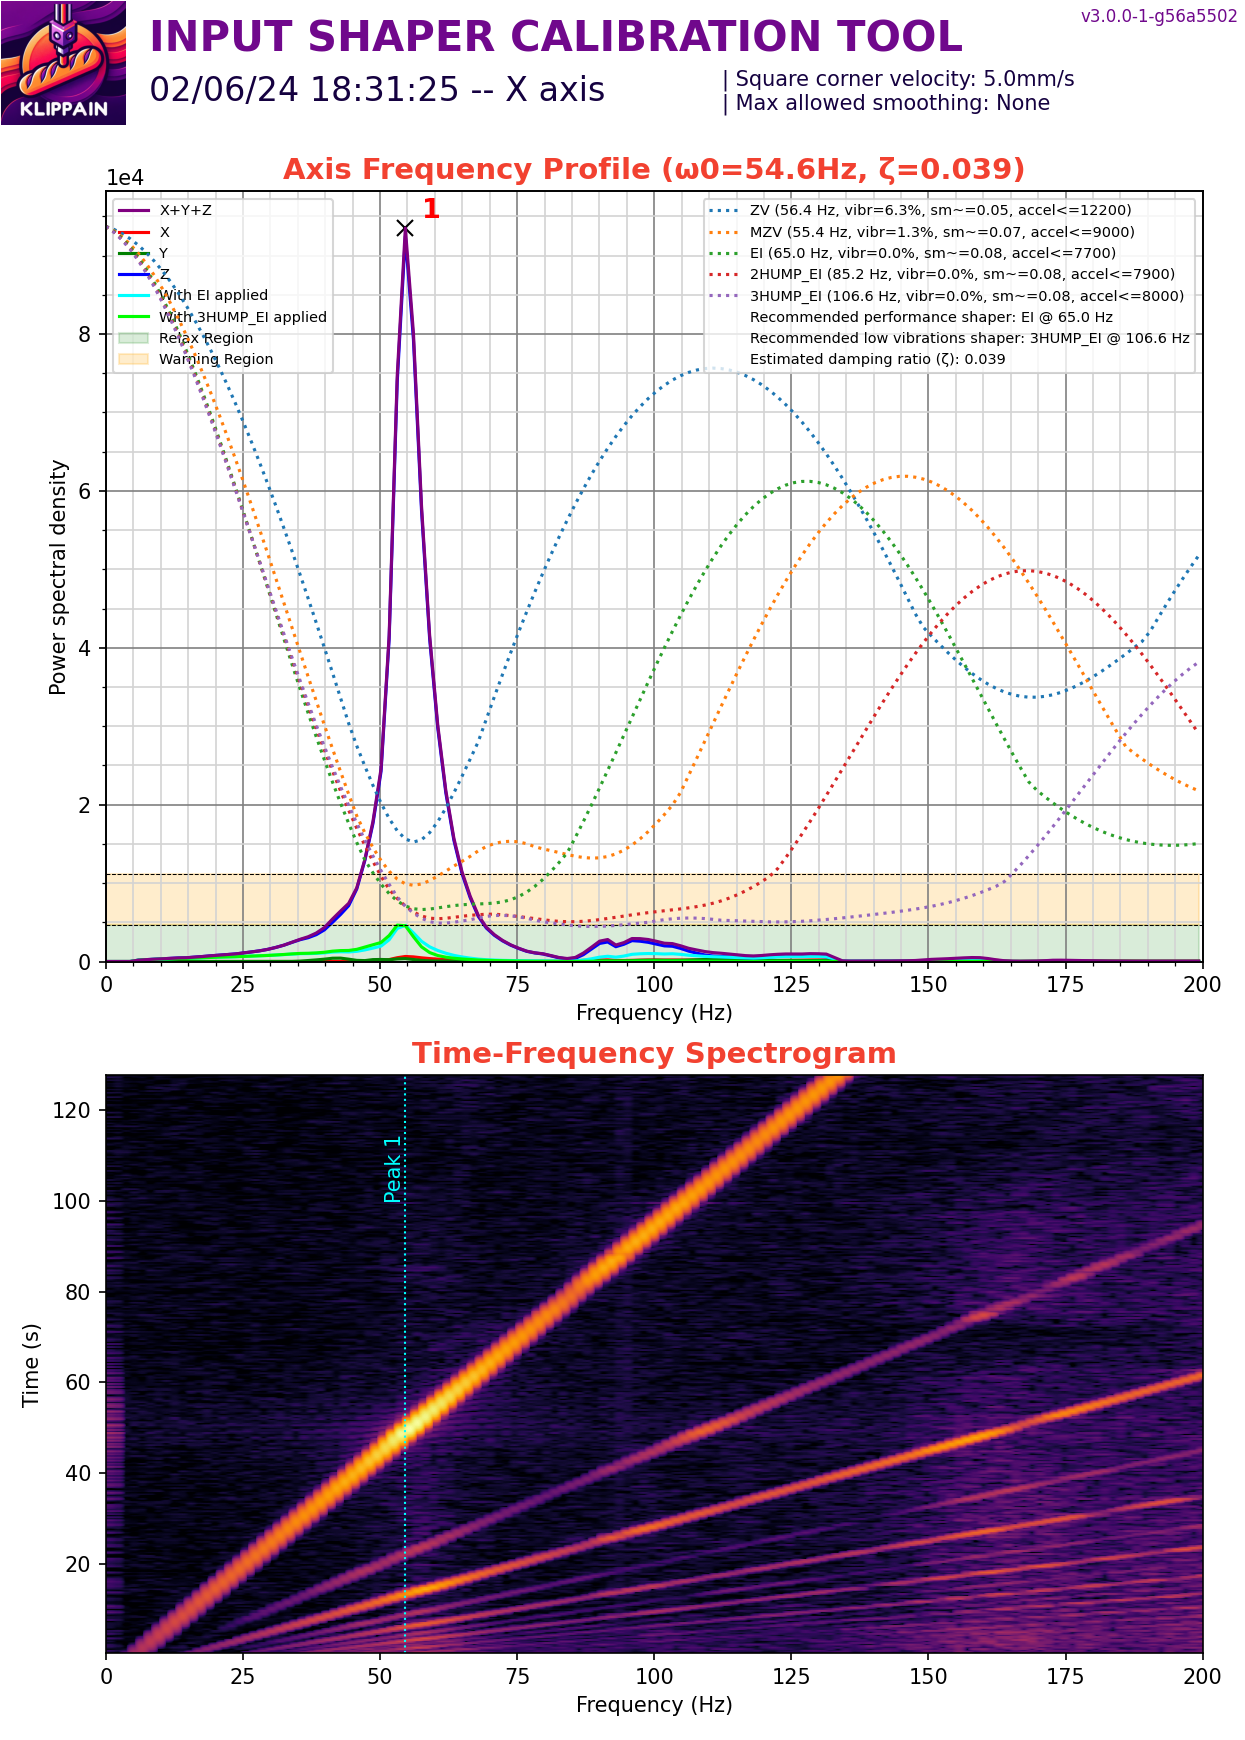 v3.0.0-1-g56a5502
INPUT SHAPER CALIBRATION TOOL
02/06/24 18:31:25 -- X axis
| Square corner velocity: 5.0mm/s
| Max allowed smoothing: None
KLIPPAIN
Axis Frequency Profile (ω0=54.6Hz, ζ=0.039)
1e4
1
X+Y+Z
X
Y
Z
With EI applied
With 3HUMP_EI applied
Relax Region
Warning Region
ZV (56.4 Hz, vibr=6.3%, sm~=0.05, accel<=12200)
MZV (55.4 Hz, vibr=1.3%, sm~=0.07, accel<=9000)
EI (65.0 Hz, vibr=0.0%, sm~=0.08, accel<=7700)
2HUMP_EI (85.2 Hz, vibr=0.0%, sm~=0.08, accel<=7900)
3HUMP_EI (106.6 Hz, vibr=0.0%, sm~=0.08, accel<=8000)
Recommended performance shaper: EI @ 65.0 Hz
Recommended low vibrations shaper: 3HUMP_EI @ 106.6 Hz
Estimated damping ratio (ζ): 0.039
Power spectral density
8
6
4
2
0
0 25 50 75 100 125 150 175 200
Frequency (Hz)
Time-Frequency Spectrogram
Peak 1
Time (s)
120
100
80
60
40
20
0 25 50 75 100 125 150 175 200
Frequency (Hz)